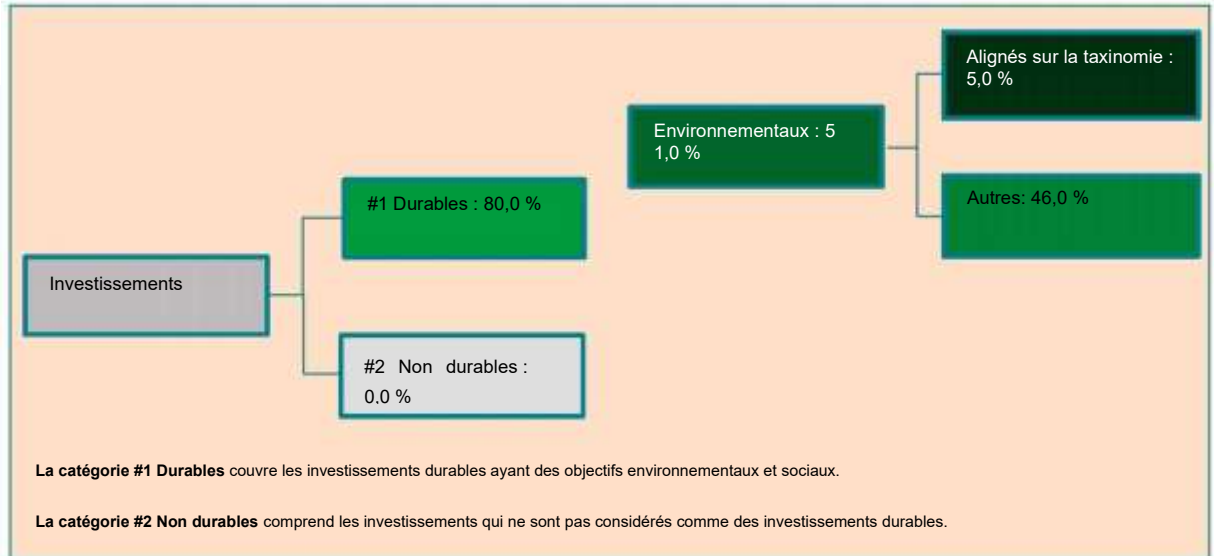 Alignés sur la taxinomie :
5,0 %
Environnementaux : 5
1,0 %
#1 Durables : 80,0 %
Autres: 46,0 %
Investissements
#2 Non durables :
0,0 %
La catégorie #1 Durables couvre les investissements durables ayant des objectifs environnementaux et sociaux.
La catégorie #2 Non durables comprend les investissements qui ne sont pas considérés comme des investissements durables.